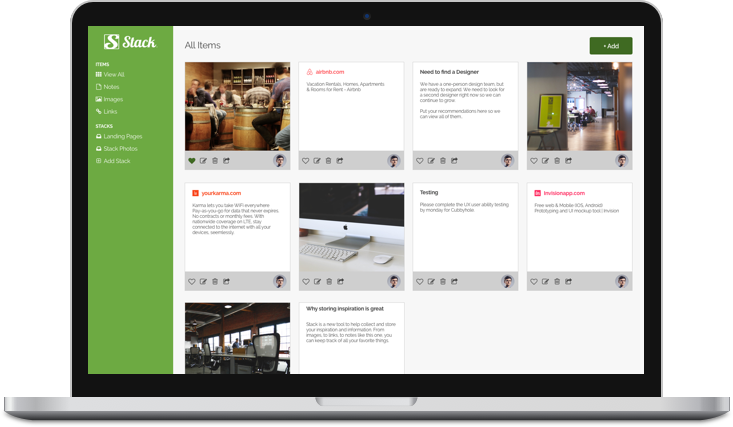 Stack
All Items
+ Add
ITEMS
View All
Notes
Images
Links
STACKS
Landing Pages
Stack Photos
Add Stack
airbnb.com
Vacation Rentals, Homes, Apartments
& Rooms for Rent - Airbnb
Need to find a Designer
We have a one-person design team, but
are ready to expand. We need to look for
a second designer right now so we can
continue to grow.
Put your recommendations here so we
can view all of them.
yourkarma.com
Karma lets you take WiFi everywhere
Pay-as-you-go for data that never expires.
No contracts or monthly fees. With
nationwide coverage on LTE, stay
connected to the internet with all your
devices, seemlessly.
Testing
Please complete the UX user ability testing
by monday for Cubbyhole.
Invisionapp.com
Free web & Mobile (iOS, Android)
Prototyping and UI mockup tool | Invision
Why storing inspiration is great
Stack is a new tool to help collect and store
your inspiration and information. From
images, to links, to notes like this one, you
can keep track of all your favorite things.